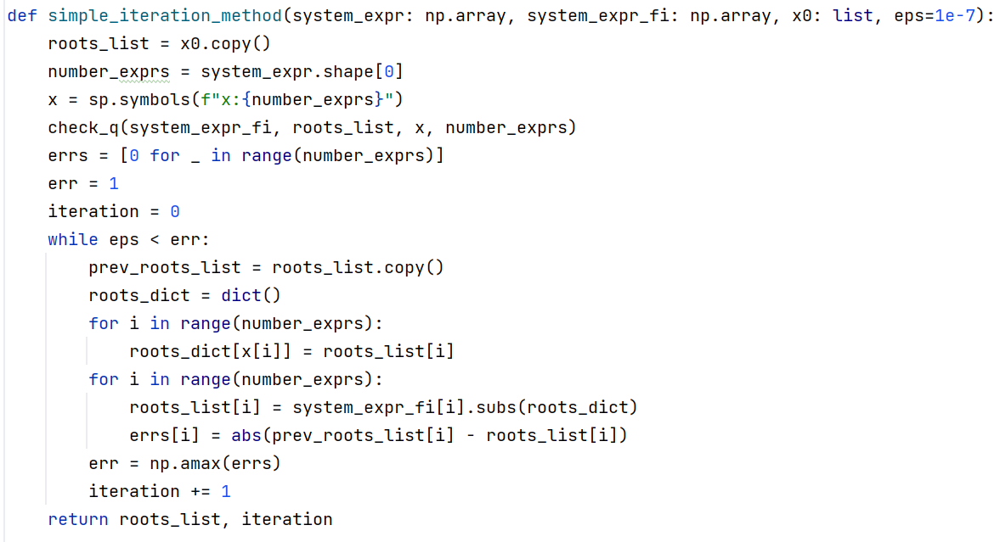 def simple_iteration_method(system_expr: np.array, system_expr_fi: np.array, x0: list, eps=1e-7):
    roots_list = x0.copy()
    number_exprs = system_expr.shape[0]
    x = sp.symbols(f"x:{number_exprs}")
    check_q(system_expr_fi, roots_list, x, number_exprs)
    errs = [0 for _ in range(number_exprs)]
    err = 1
    iteration = 0
    while eps < err:
        prev_roots_list = roots_list.copy()
        roots_dict = dict()
        for i in range(number_exprs):
            roots_dict[x[i]] = roots_list[i]
        for i in range(number_exprs):
            roots_list[i] = system_expr_fi[i].subs(roots_dict)
            errs[i] = abs(prev_roots_list[i] - roots_list[i])
        err = np.amax(errs)
        iteration += 1
    return roots_list, iteration